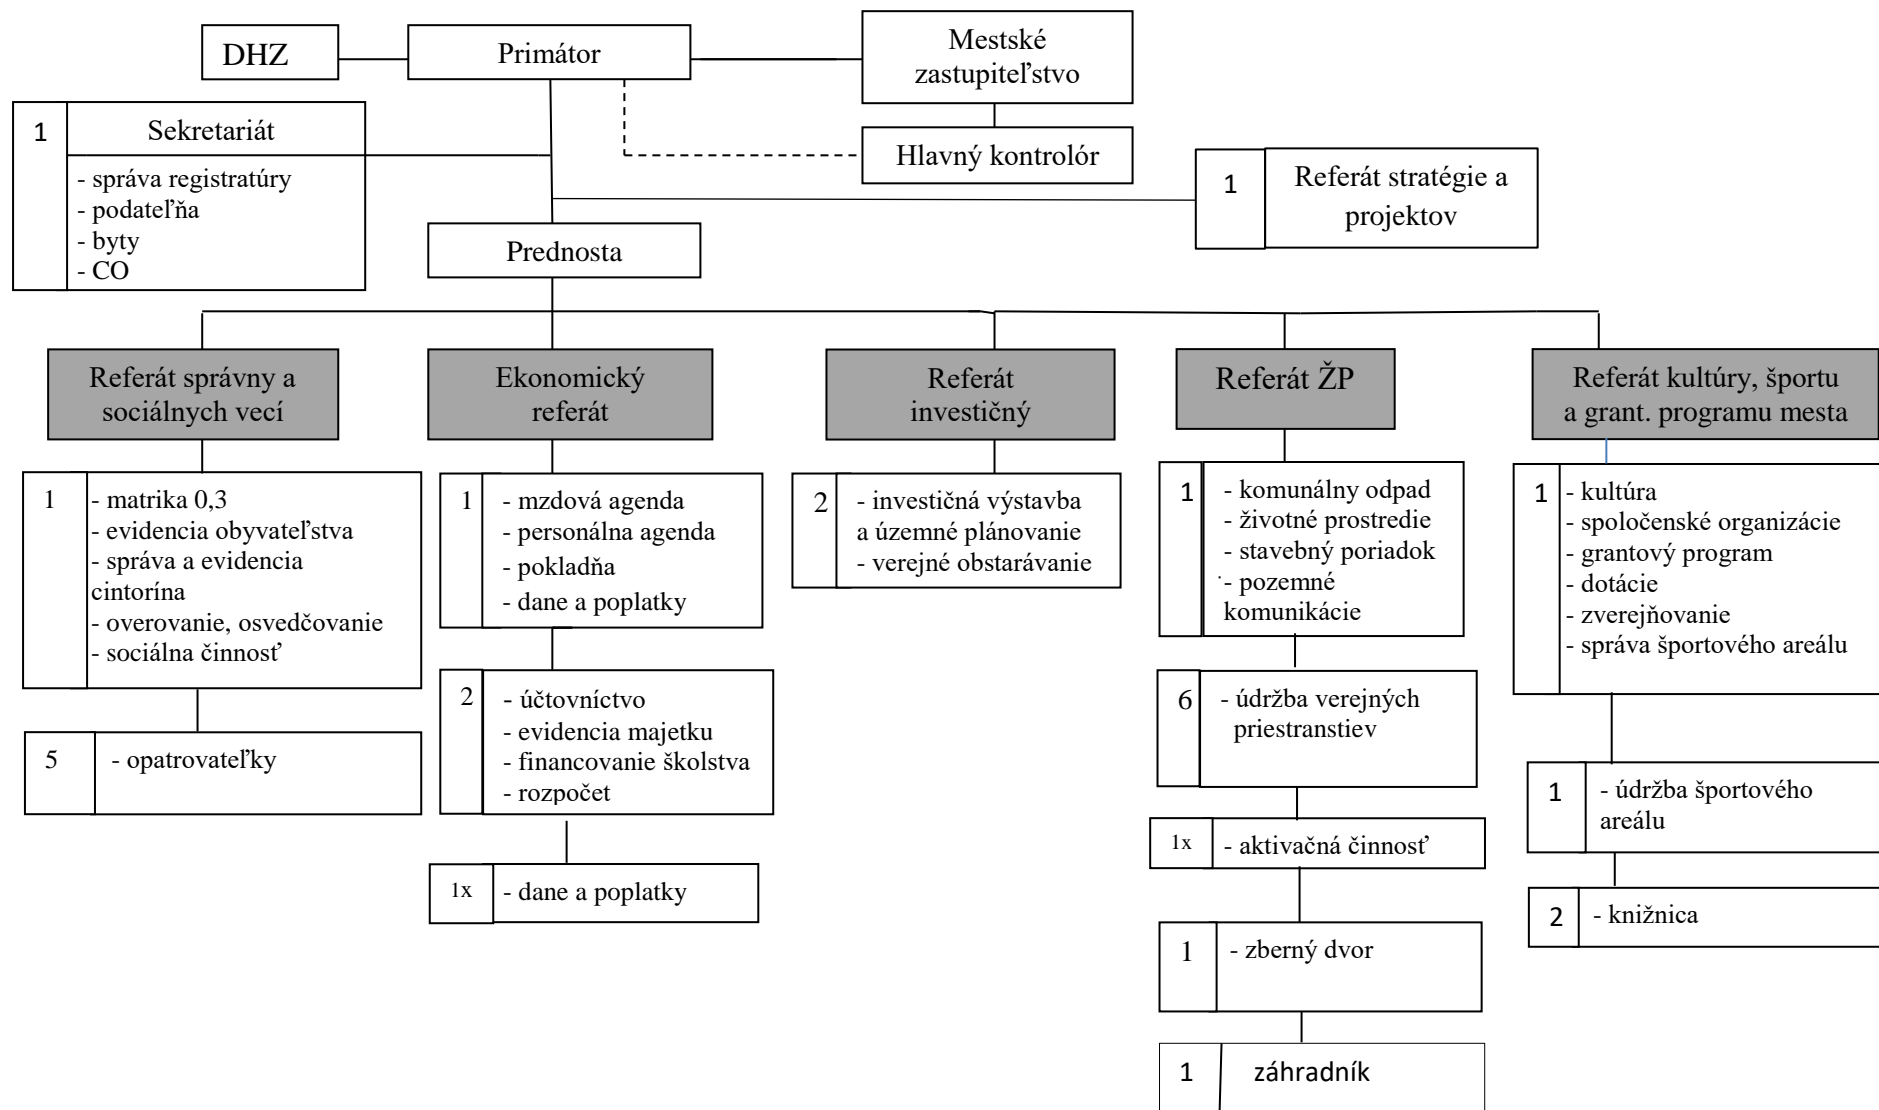 DHZ
Primátor
Mestské
zastupiteľstvo
1
Sekretariát
- správa registratúry
- podateľňa
- byty
- CO
Hlavný kontrolór
1
Referát stratégie a
projektov
Prednosta
Referát správny a
sociálnych vecí
Ekonomický
referát
Referát
investičný
Referát ŽP
Referát kultúry, športu
a grant. programu mesta
1
- matrika 0,3
- evidencia obyvateľstva
- správa a evidencia
cintorína
- overovanie, osvedčovanie
- sociálna činnosť
5
- opatrovateľky
1
- mzdová agenda
- personálna agenda
- pokladňa
- dane a poplatky
2
- účtovníctvo
- evidencia majetku
- financovanie školstva
- rozpočet
1x
- dane a poplatky
2
- investičná výstavba
a územné plánovanie
- verejné obstarávanie
1
- komunálny odpad
- životné prostredie
- stavebný poriadok
- pozemné
komunikácie
6
- údržba verejných
priestranstiev
1x
- aktivačná činnosť
1
- zberný dvor
1
záhradník
1
- kultúra
- spoločenské organizácie
- grantový program
- dotácie
- zverejňovanie
- správa športového areálu
1
- údržba športového
areálu
2
- knižnica